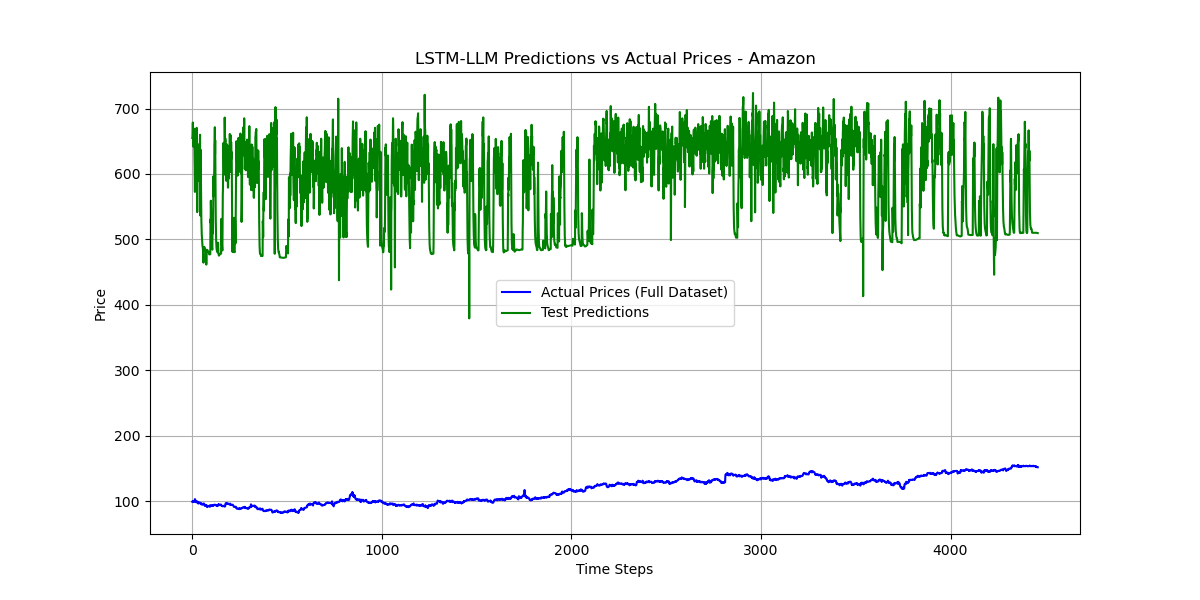 LSTM-LLM Predictions vs Actual Prices - Amazon
700
600
500
400
300
200
100
Price
Actual Prices (Full Dataset)
Test Predictions
0
1000
2000
3000
4000
Time Steps